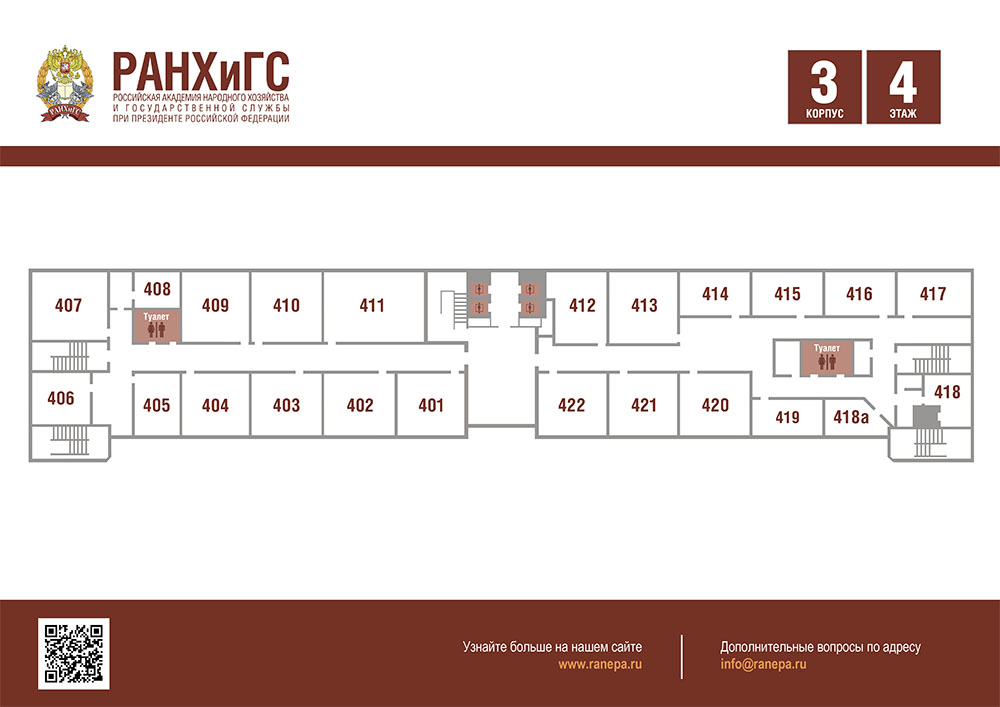 РАНХиГС
РОССИЙСКАЯ АКАДЕМИЯ НАРОДНОГО ХОЗЯЙСТВА
И ГОСУДАРСТВЕННОЙ СЛУЖБЫ
ПРИ ПРЕЗИДЕНТЕ РОССИЙСКОЙ ФЕДЕРАЦИИ
РАНХиГС
3
КОРПУС
4
ЭТАЖ
407
408
Туалет
409
410
411
412
413
414
415
416
417
Туалет
406
405
404
403
402
401
422
421
420
419
418а
418
Узнайте больше на нашем сайте
www.ranepa.ru
Дополнительные вопросы по адресу
info@ranepa.ru